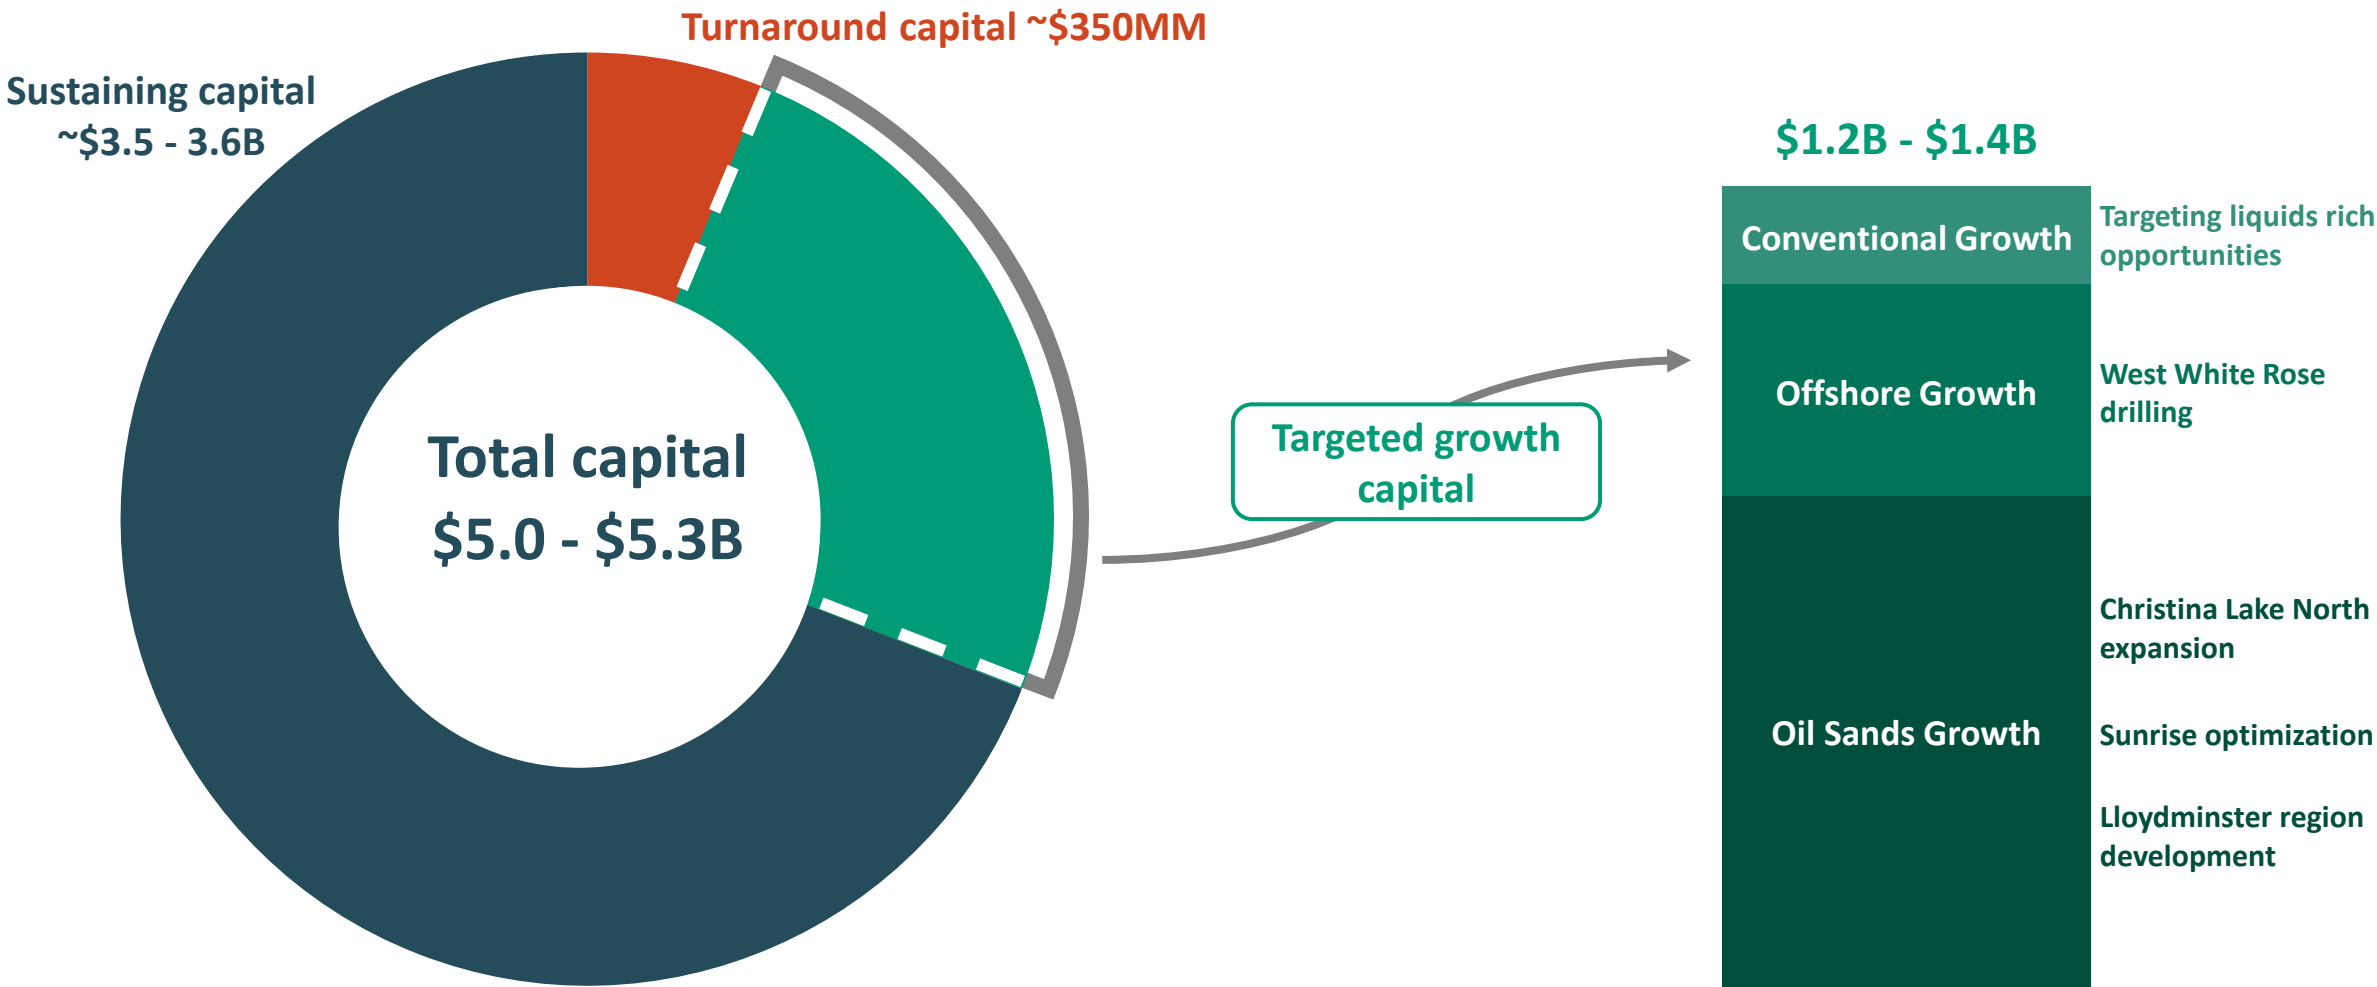 Turnaround capital ~$350MM
Sustaining capital
~$3.5 - 3.6B
Total capital
$5.0 - $5.3B
Targeted growth
capital
$1.2B - $1.4B
Conventional Growth
Targeting liquids rich
opportunities
Offshore Growth
West White Rose
drilling
Oil Sands Growth
Christina Lake North
expansion
Sunrise optimization
Lloydminster region
development